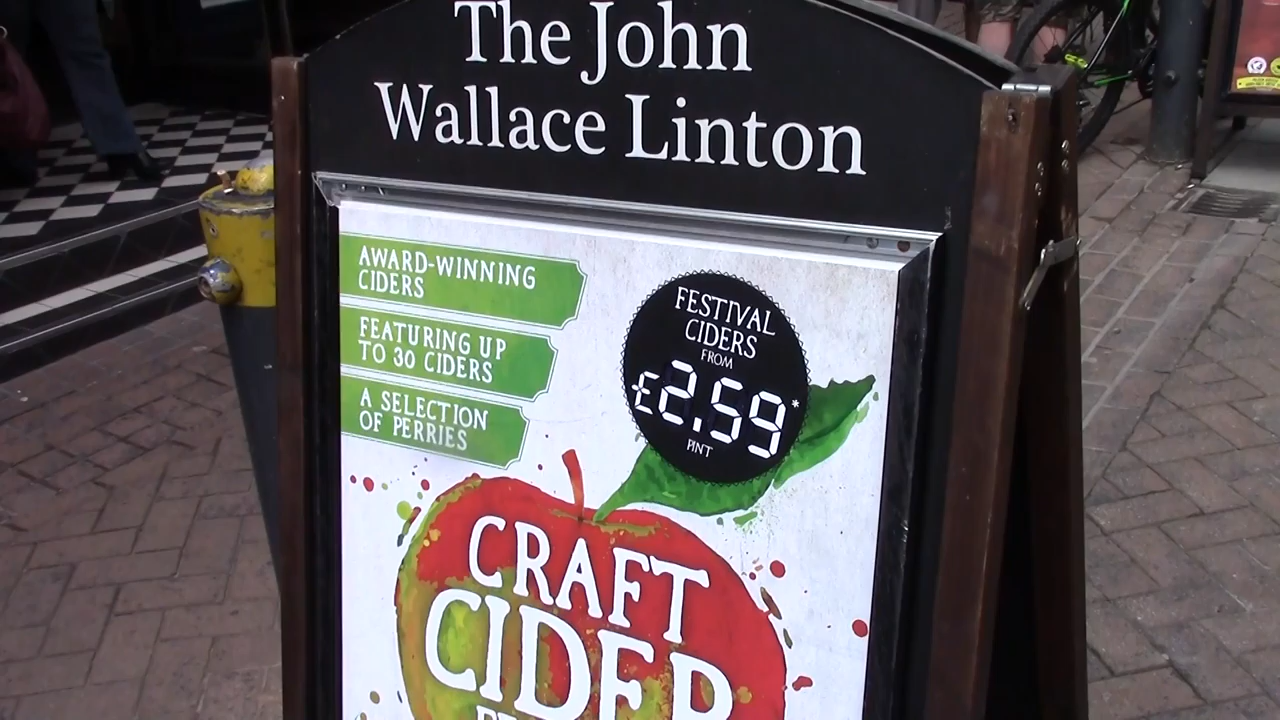 The John
Wallace Linton
AWARD-WINNING
CIDERS
FEATURING UP
TO 30 CIDERS
A SELECTION
OF PERRIES
FESTIVAL
CIDERS
FROM
£2.59*
PINT
CRAFT
CIDER